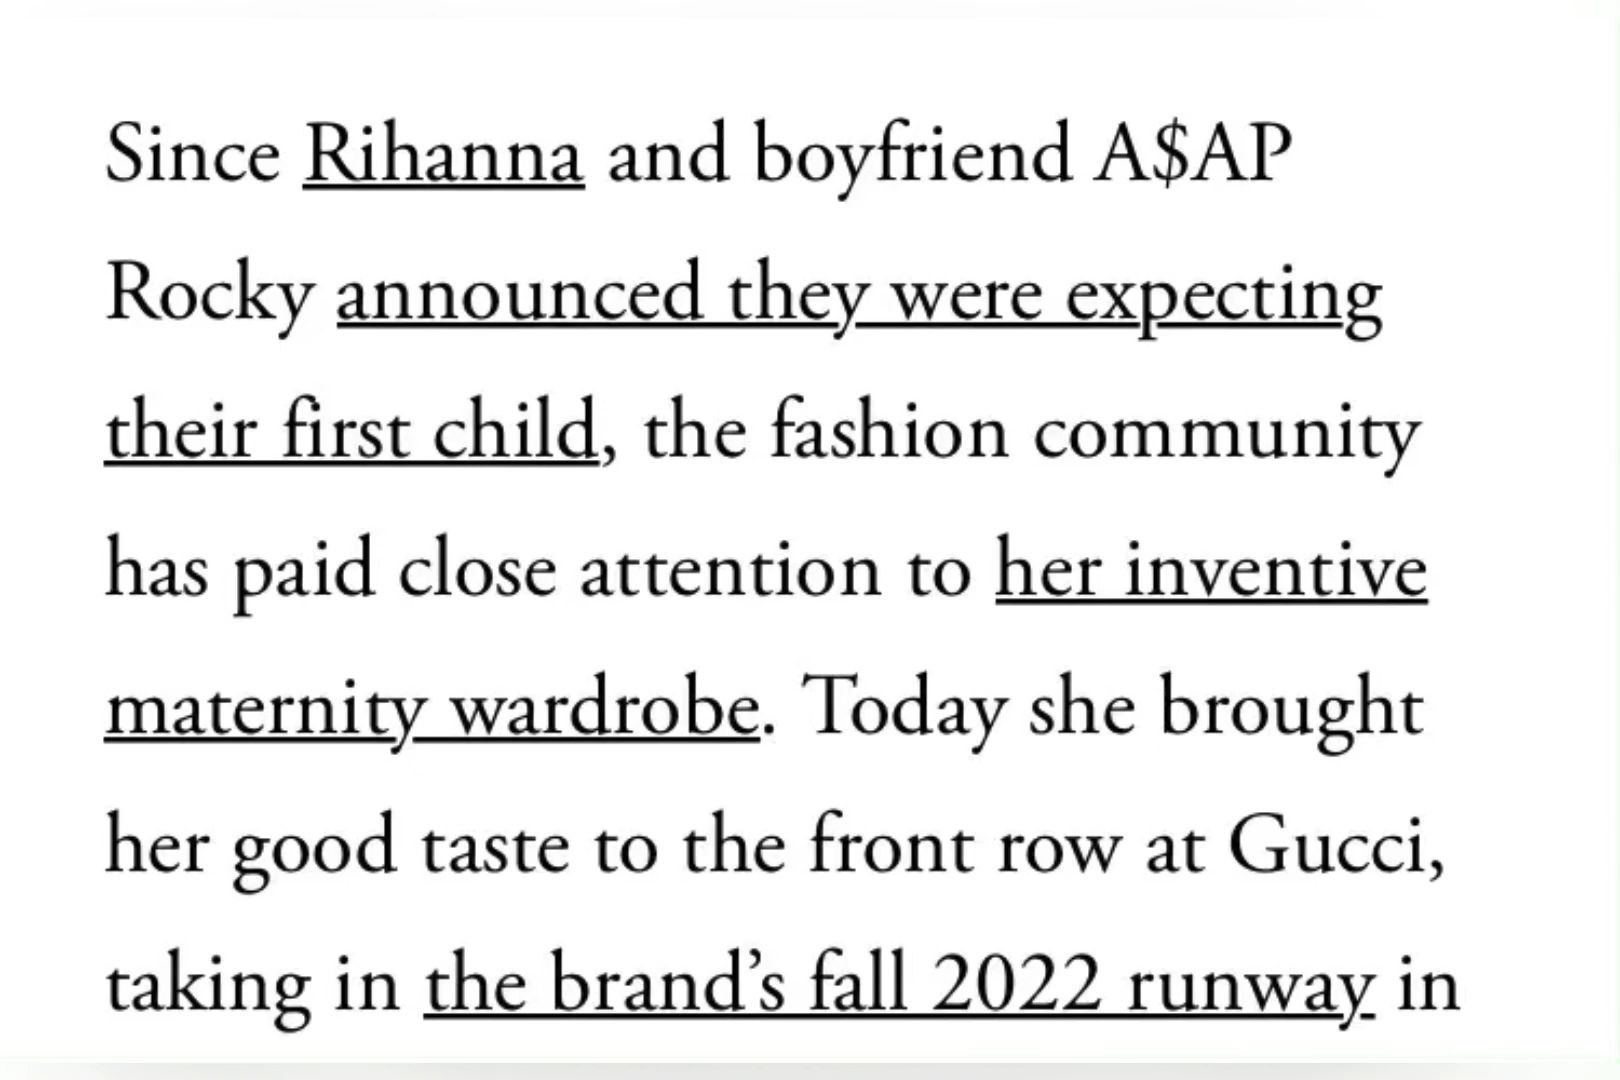 Since Rihanna and boyfriend A$AP
Rocky announced they were expecting
their first child, the fashion community
has paid close attention to her inventive
maternity wardrobe. Today she brought
her good taste to the front row at Gucci,
taking in the brand’s fall 2022 runway in